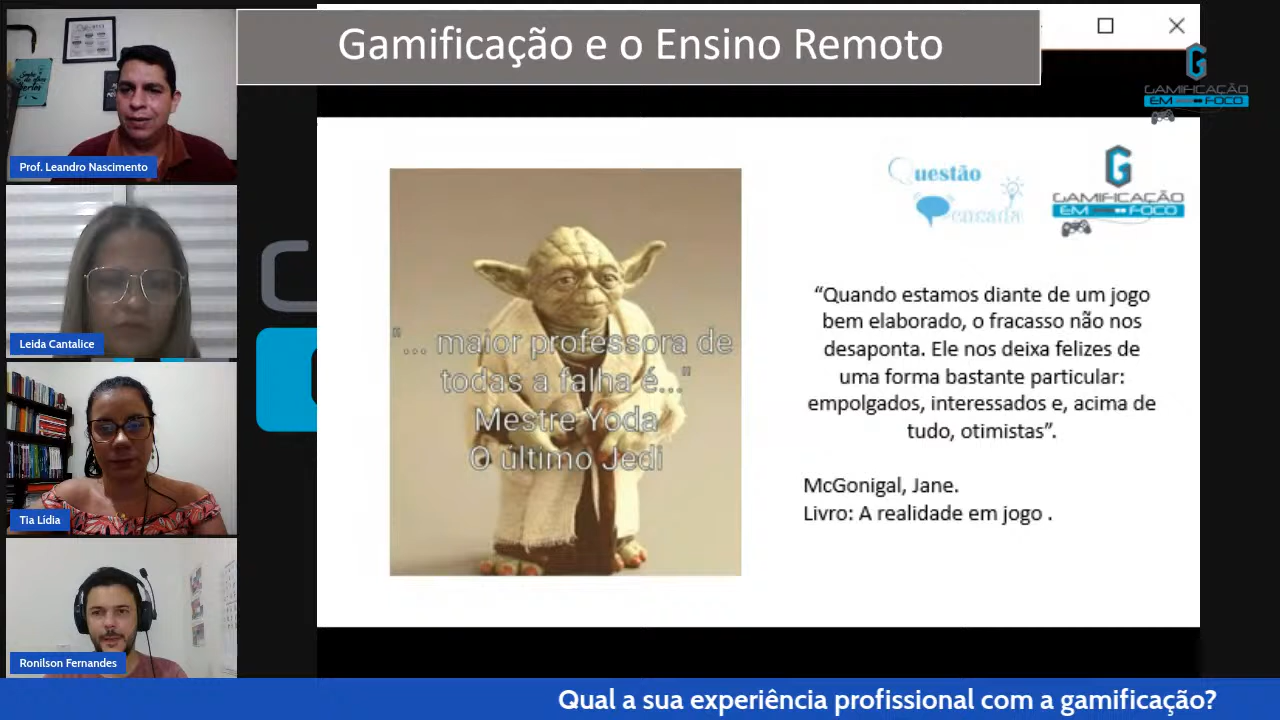 Gamificação e o Ensino Remoto
GAMIFICAÇÃO
EM FOCO
Prof. Leandro Nascimento
Leida Cantalice
Tia Lídia
Ronilson Fernandes
"... maior professora de
todas a falha é..."
Mestre Yoda
O último Jedi
Questão
GAMIFICAÇÃO
EM FOCO
“Quando estamos diante de um jogo
bem elaborado, o fracasso não nos
desaponta. Ele nos deixa felizes de
uma forma bastante particular:
empolgados, interessados e, acima de
tudo, otimistas”.
McGonigal, Jane.
Livro: A realidade em jogo .
Qual a sua experiência profissional com a gamificação?